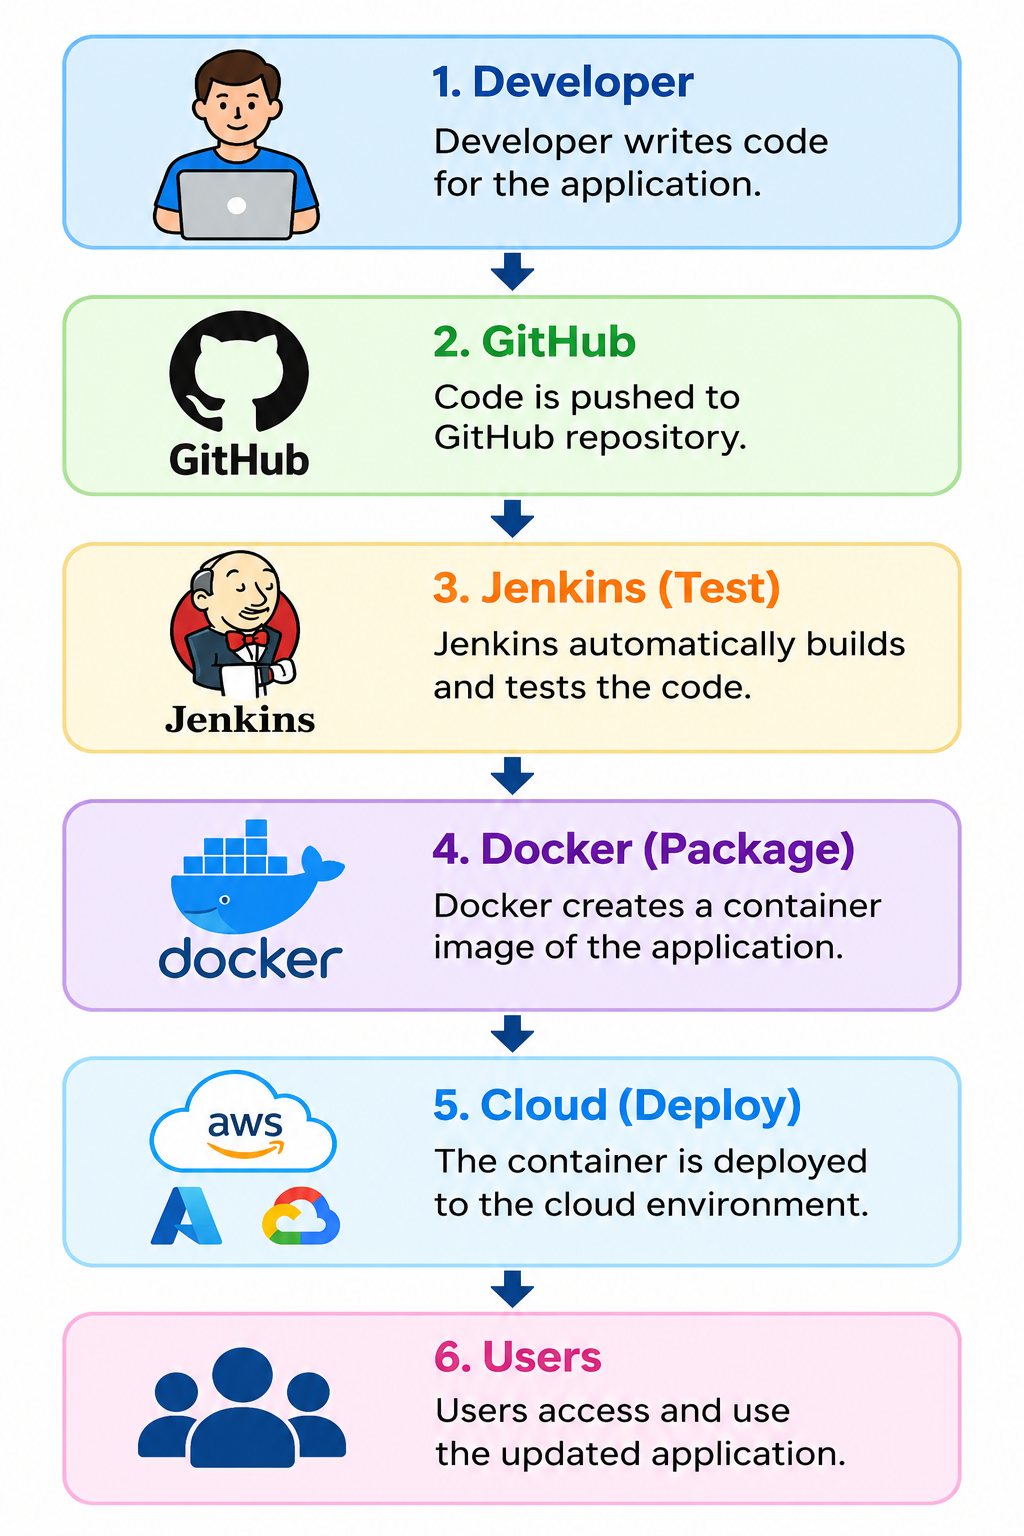 1. Developer
Developer writes code
for the application.
2. GitHub
Code is pushed to
GitHub repository.
GitHub
3. Jenkins (Test)
Jenkins automatically builds
and tests the code.
Jenkins
4. Docker (Package)
Docker creates a container
image of the application.
docker
5. Cloud (Deploy)
The container is deployed
to the cloud environment.
aws
6. Users
Users access and use
the updated application.